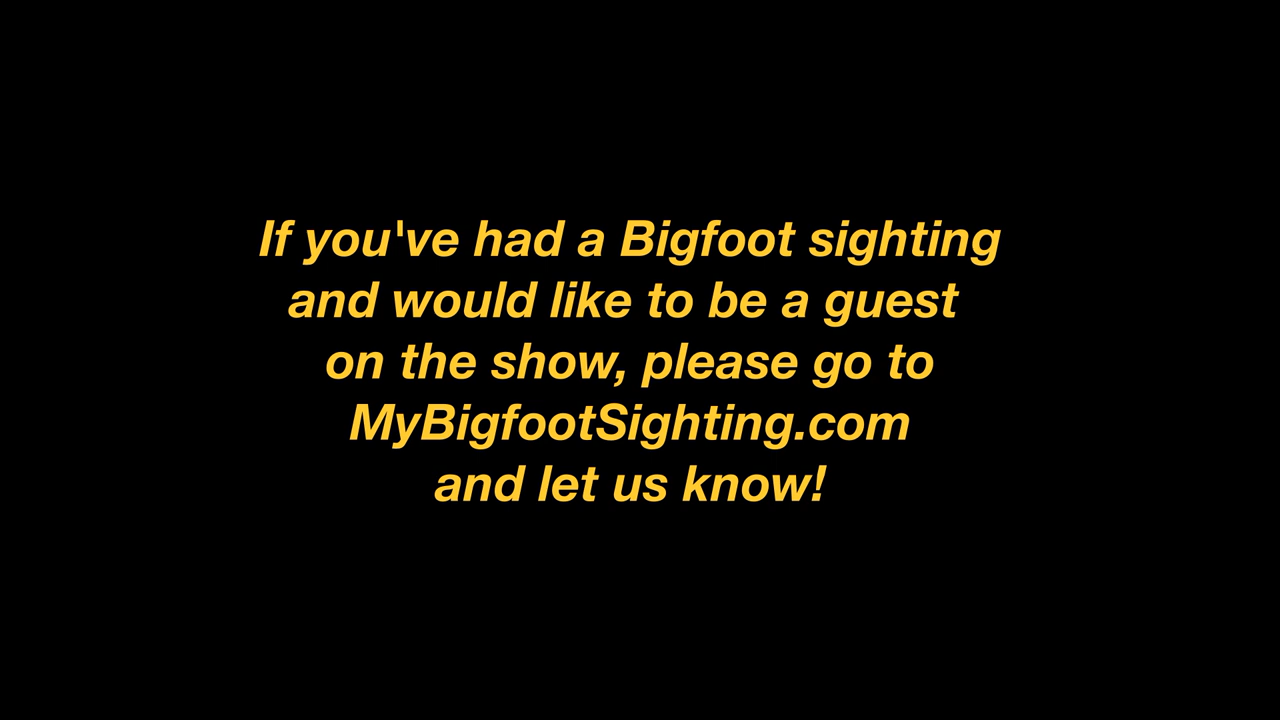 If you've had a Bigfoot sighting
and would like to be a guest
on the show, please go to
MyBigfootSighting.com
and let us know!